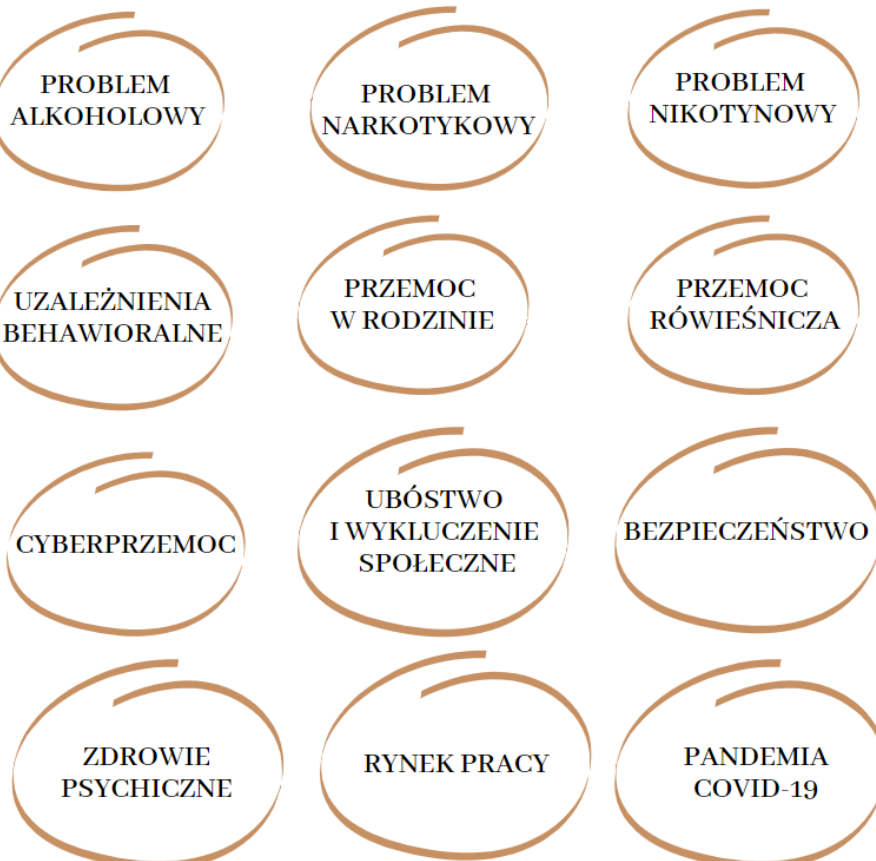 PROBLEM
ALKOHOLOWY
PROBLEM
NARKOTYKOWY
PROBLEM
NIKOTYNOWY
UZALEŻNIENIA
BEHAWIORALNE
PRZEMOC
W RODZINIE
PRZEMOC
RÓWIEŚNICZA
CYBERPRZEMOC
UBÓSTWO
I WYKLUCZENIE
SPOŁECZNE
BEZPIECZEŃSTWO
ZDROWIE
PSYCHICZNE
RYNEK PRACY
PANDEMIA
COVID-19